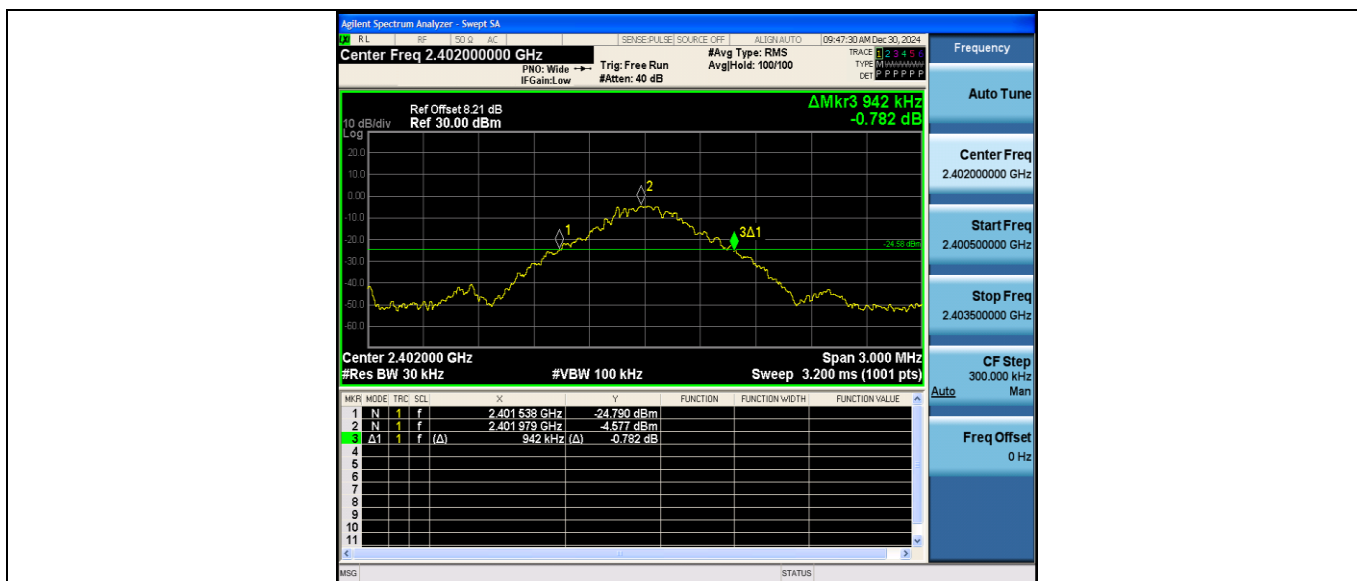 Agilent Spectrum Analyzer - Swept SA
RL RF 50 Ω AC SENSE:PULSE SOURCE OFF ALIGN AUTO 09:47:30 AM Dec 30, 2024
Center Freq 2.402000000 GHz
PNO: Wide
IFGain:Low
Trig: Free Run
#Atten: 40 dB
#Avg Type: RMS
Avg|Hold: 100/100
TRACE 1 2 3 4 5 6
TYPE M W W W W W
DET P P P P P P
Ref Offset 8.21 dB
10 dB/div Ref 30.00 dBm
Log
ΔMkr3 942 kHz
-0.782 dB
20.0
10.0
0.00
-10.0
-20.0
-30.0
-40.0
-50.0
-60.0
1
2
3Δ1
-24.58 dBm
Center 2.402000 GHz Span 3.000 MHz
#Res BW 30 kHz #VBW 100 kHz Sweep 3.200 ms (1001 pts)
MKR MODE TRC SCL X Y FUNCTION FUNCTION WIDTH FUNCTION VALUE
1 N 1 f 2.401 538 GHz -24.790 dBm
2 N 1 f 2.401 979 GHz -4.577 dBm
3 Δ1 1 f (Δ) 942 kHz (Δ) -0.782 dB
4
5
6
7
8
9
10
11
MSG STATUS
Frequency
Auto Tune
Center Freq
2.402000000 GHz
Start Freq
2.400500000 GHz
Stop Freq
2.403500000 GHz
CF Step
300.000 kHz
Auto Man
Freq Offset
0 Hz